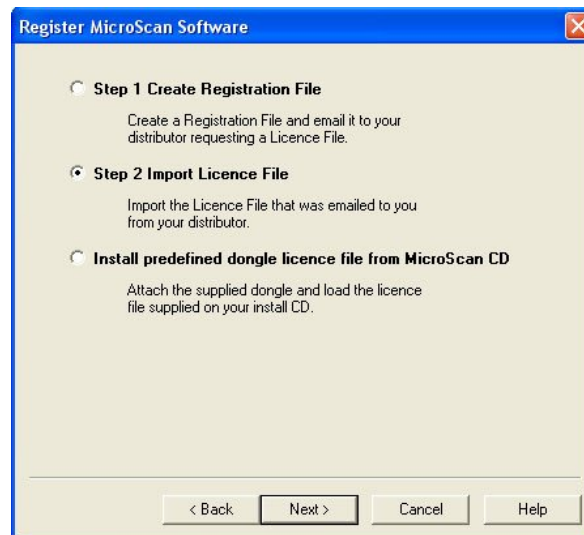 Register MicroScan Software
Step 1 Create Registration File
Create a Registration File and email it to your
distributor requesting a Licence File.
Step 2 Import Licence File
Import the Licence File that was emailed to you
from your distributor.
Install predefined dongle licence file from MicroScan CD
Attach the supplied dongle and load the licence
file supplied on your install CD.
< Back Next > Cancel Help